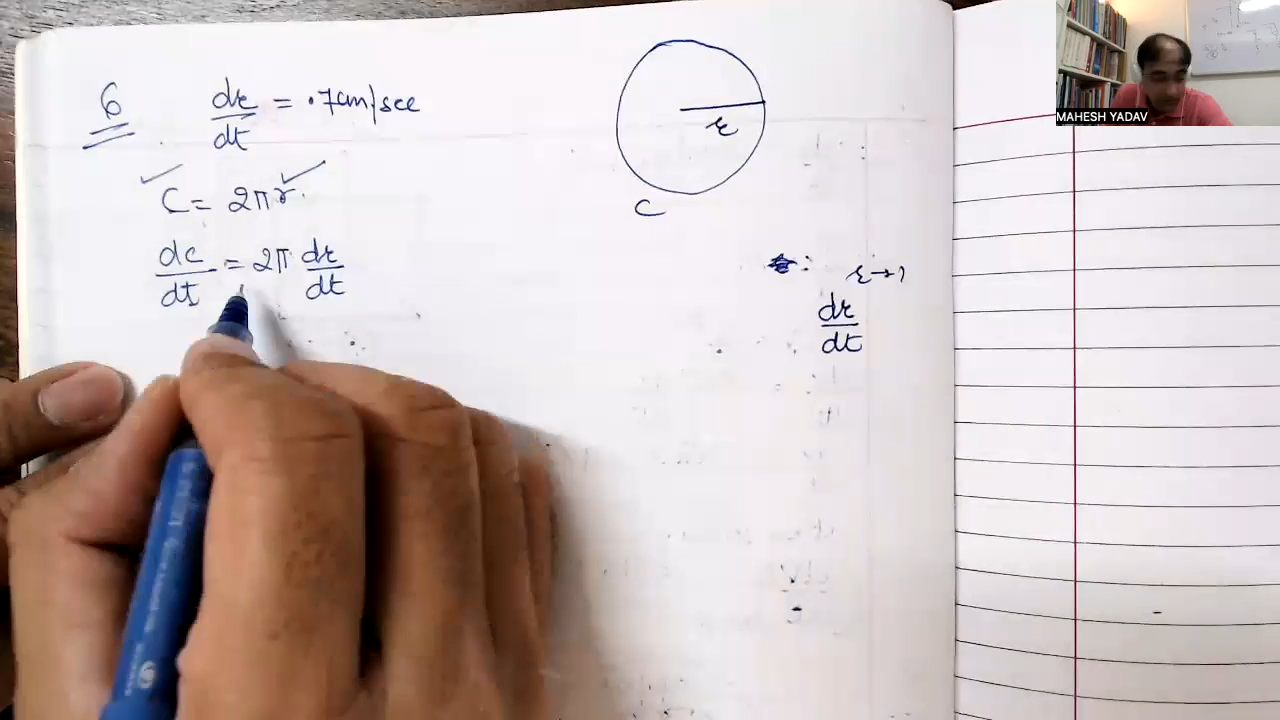 6 dr/dt = .7cm/sec
r
C = 2πr.
C
dc/dt = 2π dr/dt
r →
dr/dt
MAHESH YADAV